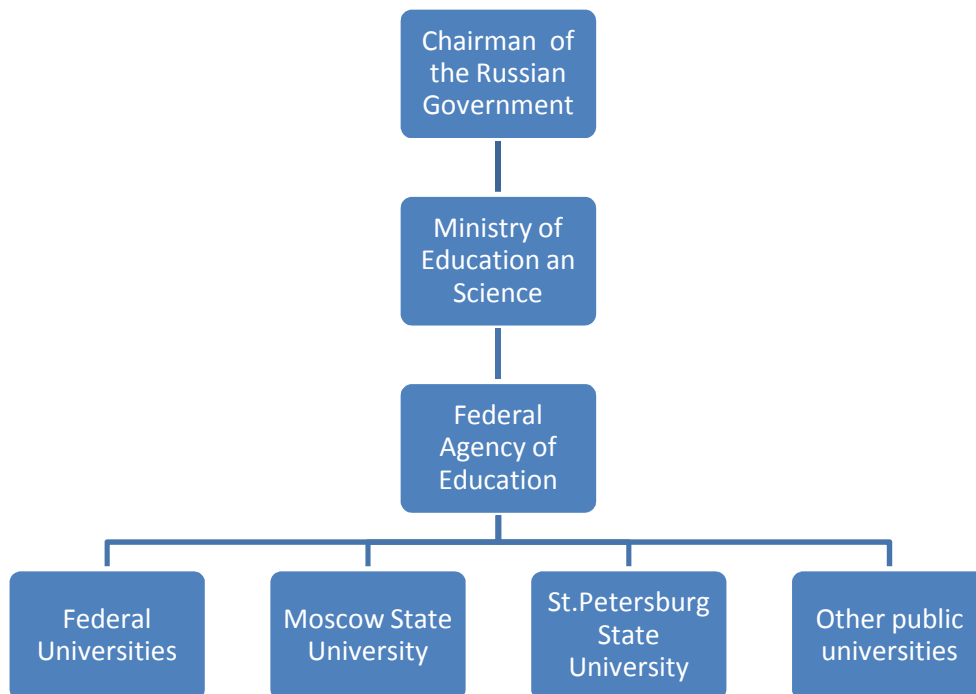 Chairman of
the Russian
Government
Ministry of
Education an
Science
Federal
Agency of
Education
Federal
Universities
Moscow State
University
St.Petersburg
State
University
Other public
universities